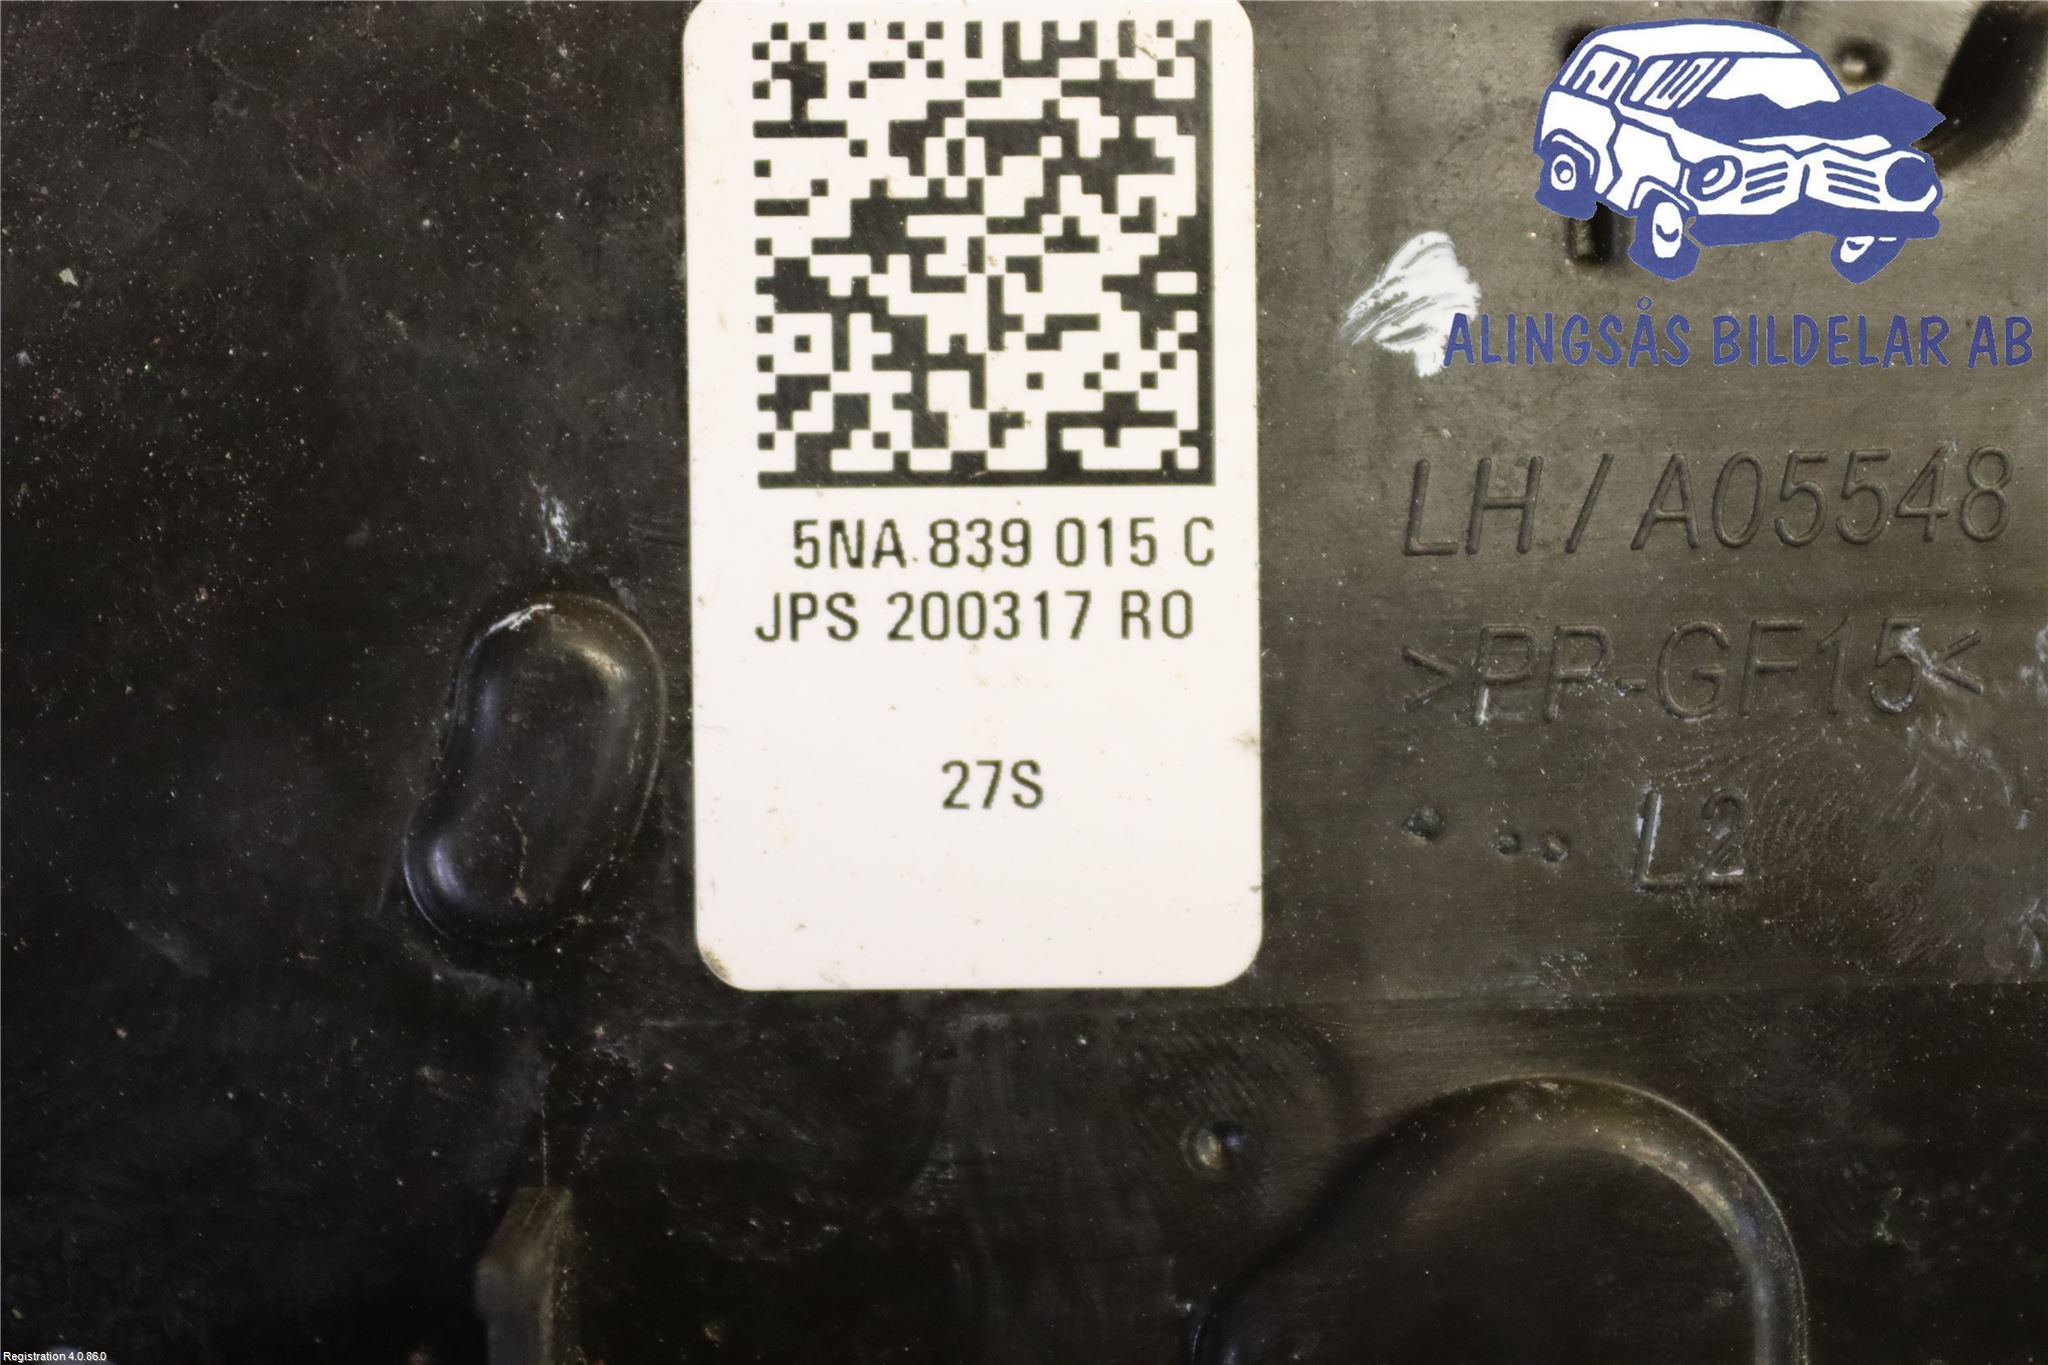 ALINGSÅS BILDELAR AB
5NA 839 015 C
JPS 200317 R0
27S
LH / A05548
>PP-GF15<
L2
Registration 4.0.86.0